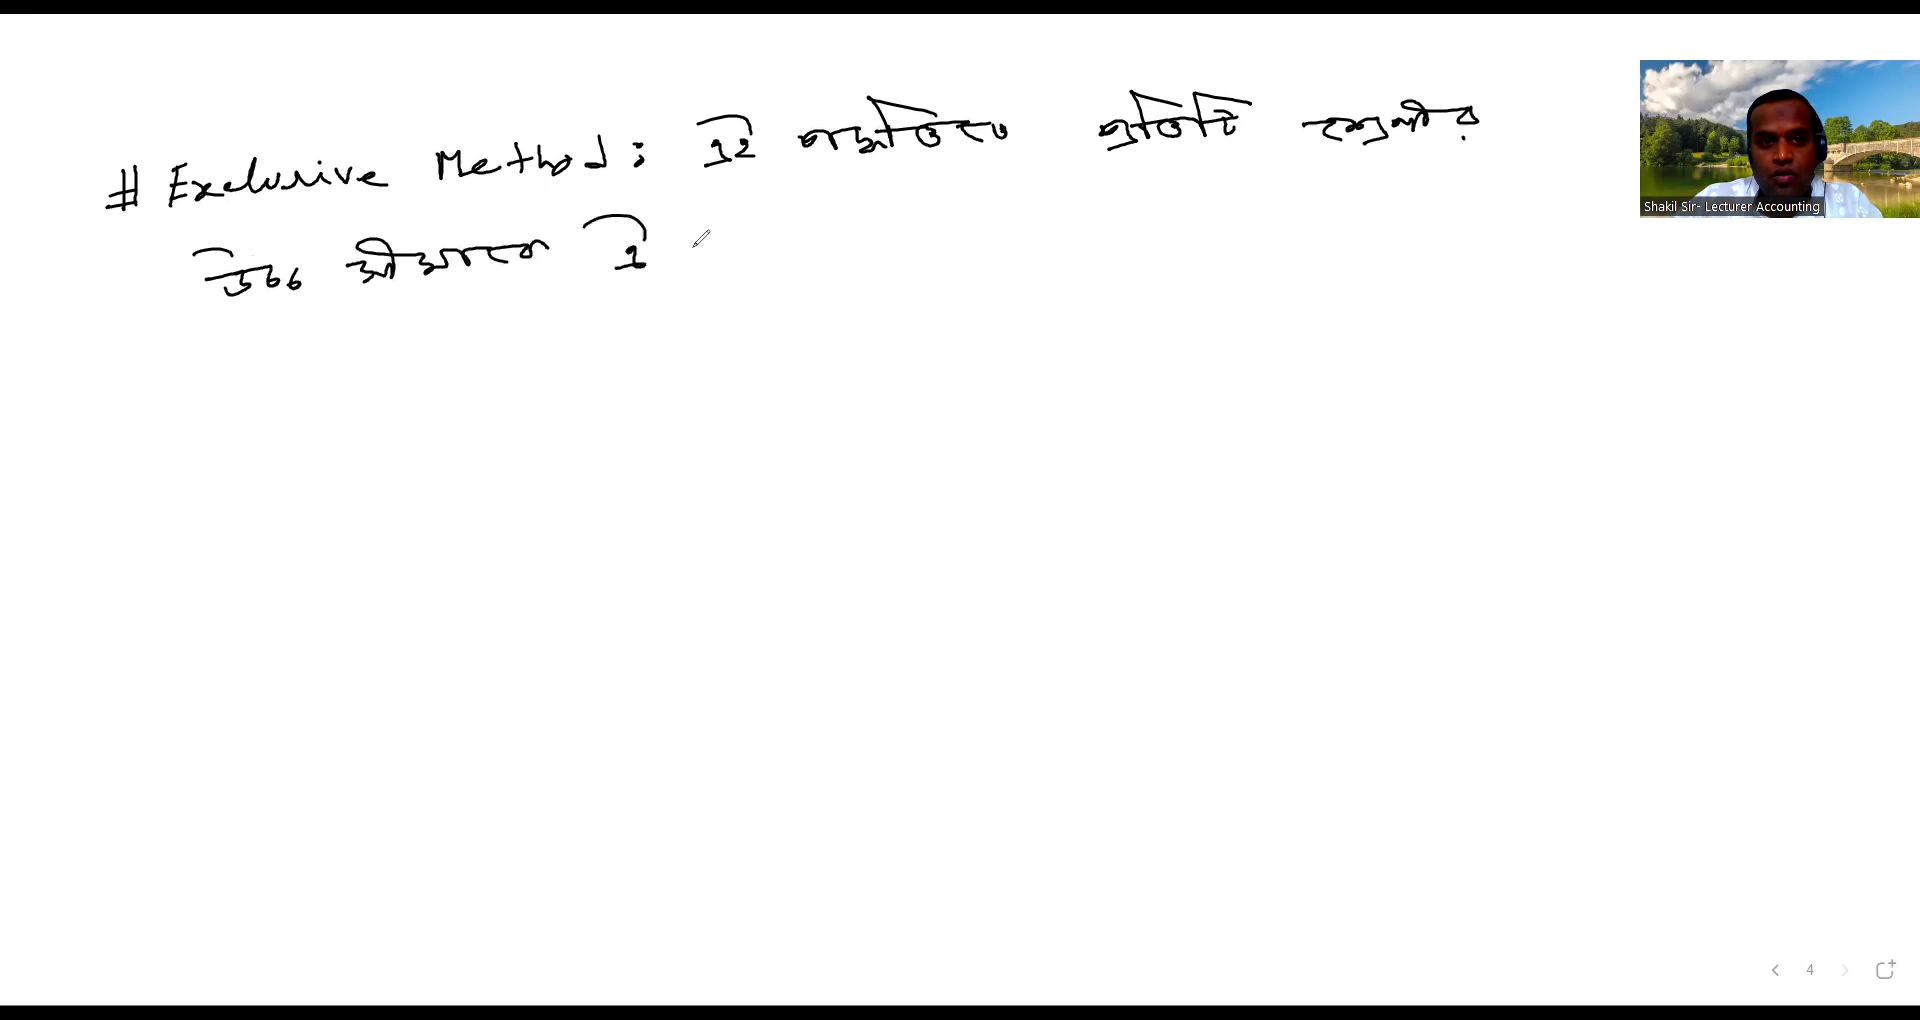 # Exclusive Method: এই পদ্ধতিতে প্রতিটি শ্রেণীর
উচ্চ সীমাকে ঐ
Shakil Sir- Lecturer Accounting
4